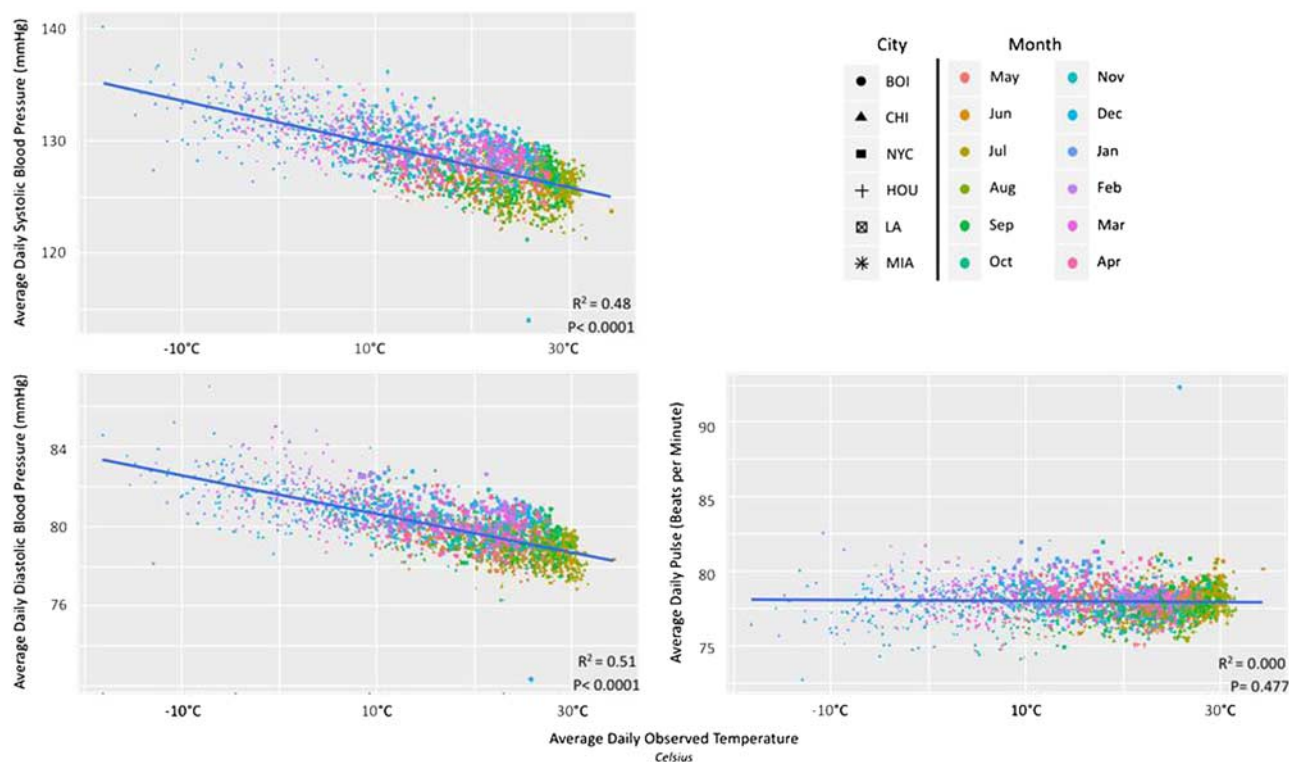 Average Daily Systolic Blood Pressure (mmHg)
140
130
120
R² = 0.48
P< 0.0001
-10°C
10°C
30°C
City
Month
BOI
May
Nov
CHI
Jun
Dec
NYC
Jul
Jan
HOU
Aug
Feb
LA
Sep
Mar
MIA
Oct
Apr
Average Daily Diastolic Blood Pressure (mmHg)
84
80
76
R² = 0.51
P< 0.0001
-10°C
10°C
30°C
Average Daily Pulse (Beats per Minute)
90
85
80
75
R² = 0.000
P= 0.477
-10°C
10°C
30°C
Average Daily Observed Temperature
Celsius